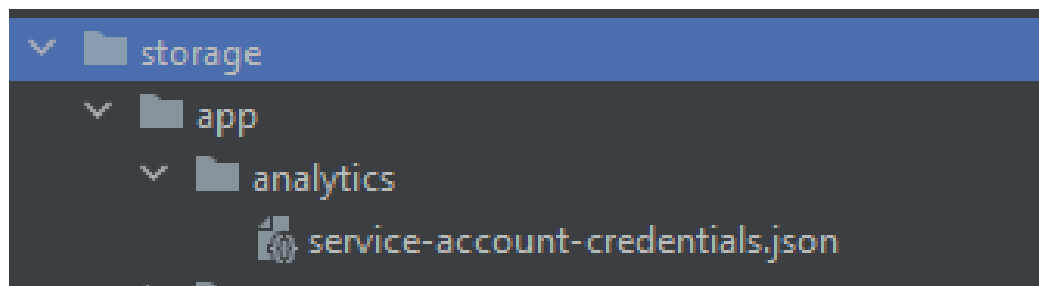 storage
app
analytics
service-account-credentials.json